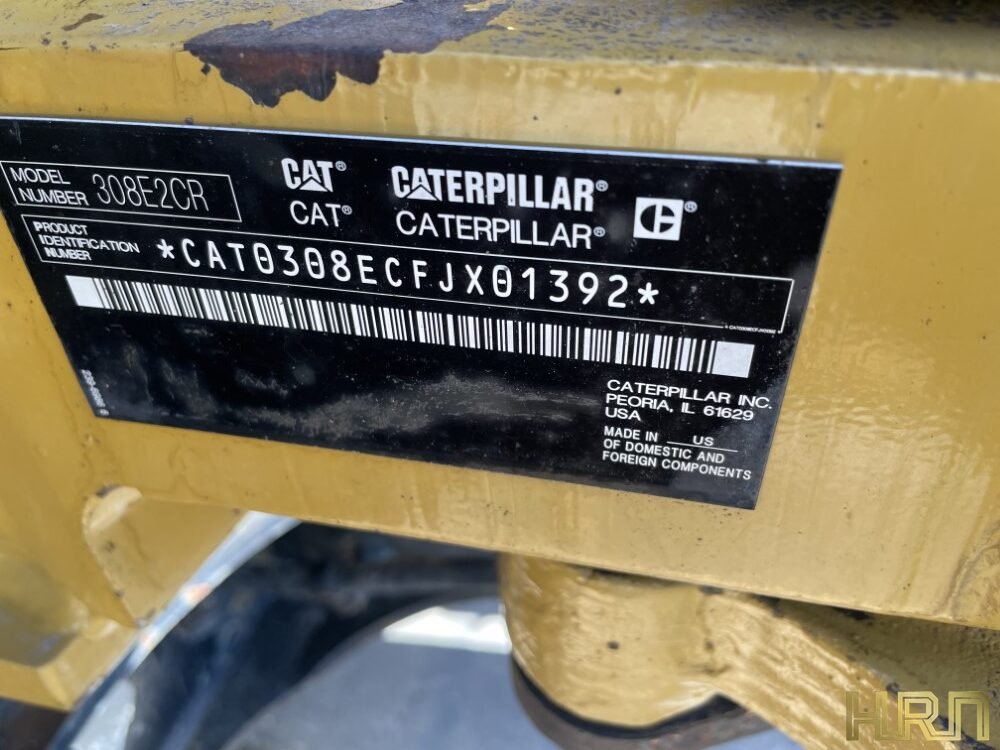 MODEL
NUMBER 308E2CR
CAT®
CAT®
CATERPILLAR®
CATERPILLAR®
C®
PRODUCT
IDENTIFICATION
NUMBER
*CAT0308ECFJX01392*
CATERPILLAR INC.
PEORIA, IL 61629
USA
MADE IN US
OF DOMESTIC AND
FOREIGN COMPONENTS
HRN